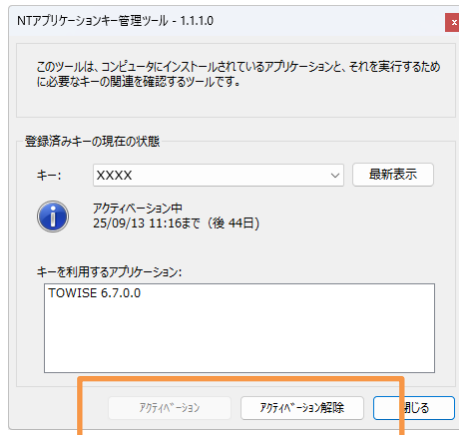 NTアプリケーションキー管理ツール - 1.1.1.0
このツールは、コンピュータにインストールされているアプリケーションと、それを実行するため
に必要なキーの関連を確認するツールです。
登録済みキーの現在の状態
キー:
XXXX
最新表示
アクティベーション中
25/09/13 11:16まで（後 44日）
キーを利用するアプリケーション:
TOWISE 6.7.0.0
アクティベーション
アクティベーション解除
閉じる